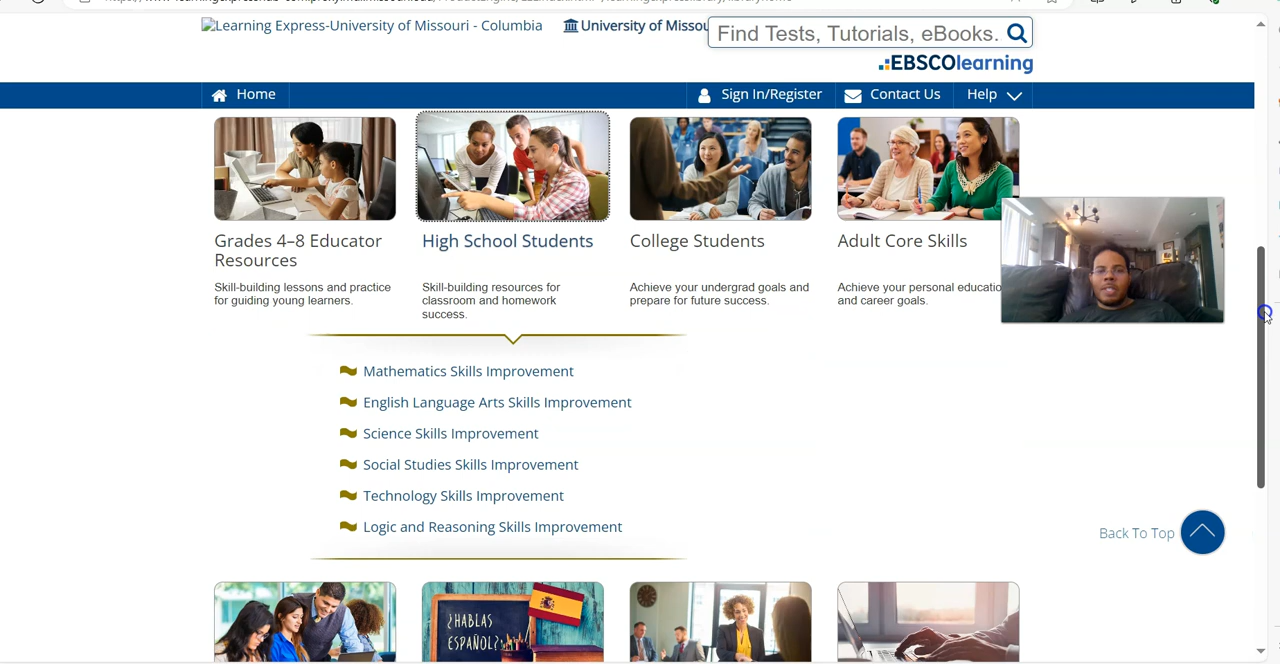 Learning Express-University of Missouri - Columbia
University of Missou
Find Tests, Tutorials, eBooks.
EBSCOlearning
Home
Sign In/Register
Contact Us
Help
Grades 4–8 Educator
Resources
Skill-building lessons and practice
for guiding young learners.
High School Students
Skill-building resources for
classroom and homework
success.
College Students
Achieve your undergrad goals and
prepare for future success.
Adult Core Skills
Achieve your personal educatio
and career goals.
Mathematics Skills Improvement
English Language Arts Skills Improvement
Science Skills Improvement
Social Studies Skills Improvement
Technology Skills Improvement
Logic and Reasoning Skills Improvement
Back To Top
¿HABLAS
ESPAÑOL?